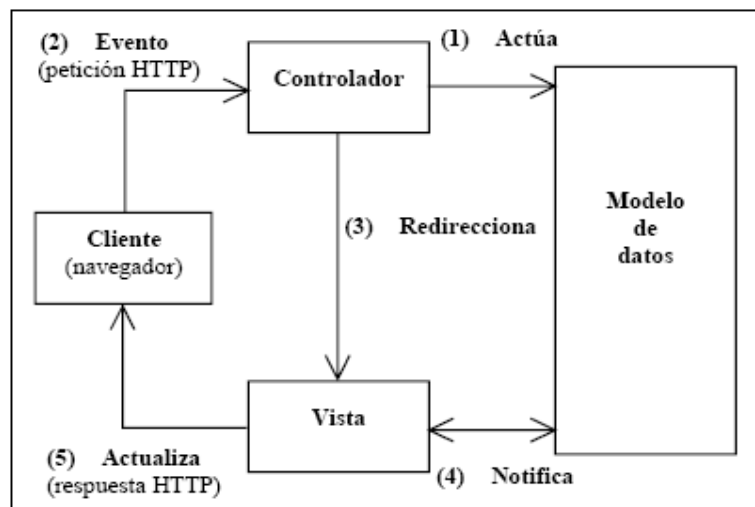 (2) Evento
(petición HTTP)
(1) Actúa
Controlador
Modelo
de
datos
Cliente
(navegador)
(3) Redirecciona
Vista
(5) Actualiza
(respuesta HTTP)
(4) Notifica